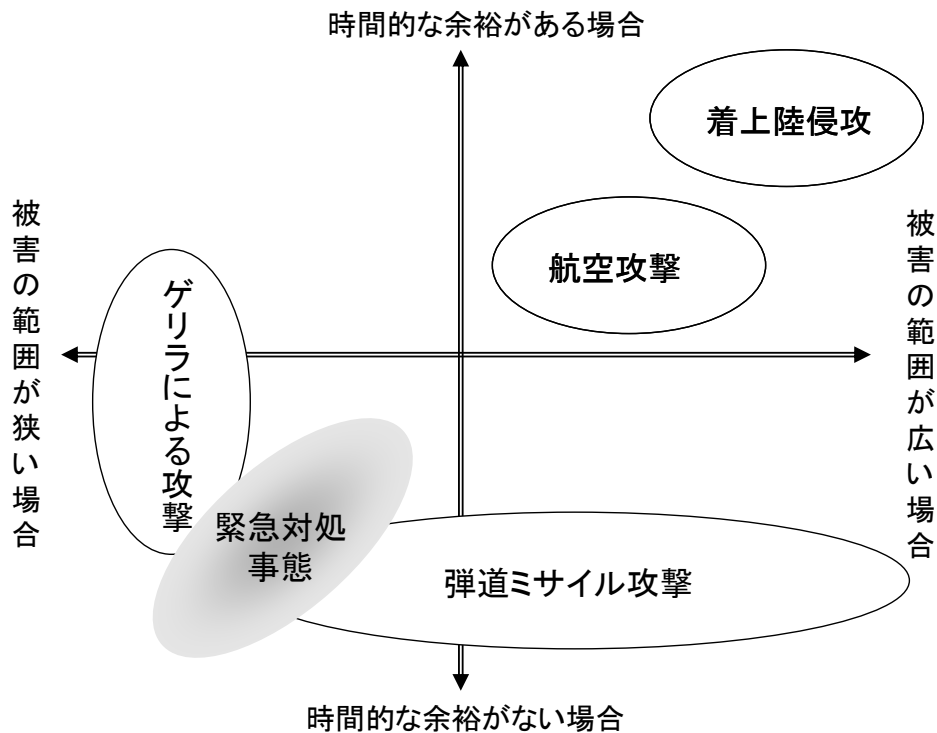 時間的な余裕がある場合
着上陸侵攻
被害の範囲が狭い場合
航空攻撃
被害の範囲が広い場合
ゲリラによる攻撃
緊急対処
事態
弾道ミサイル攻撃
時間的な余裕がない場合